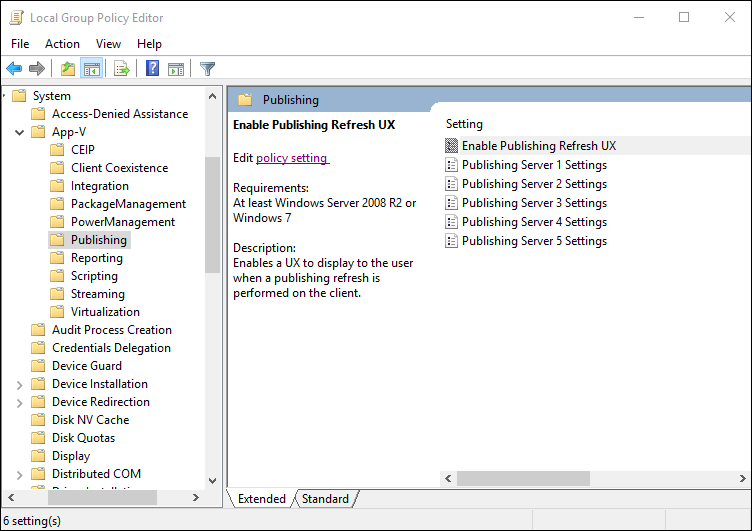 Local Group Policy Editor
File Action View Help
System
Access-Denied Assistance
App-V
CEIP
Client Coexistence
Integration
PackageManagement
PowerManagement
Publishing
Reporting
Scripting
Streaming
Virtualization
Audit Process Creation
Credentials Delegation
Device Guard
Device Installation
Device Redirection
Disk NV Cache
Disk Quotas
Display
Distributed COM
Publishing
Enable Publishing Refresh UX
Edit policy setting
Requirements:
At least Windows Server 2008 R2 or
Windows 7
Description:
Enables a UX to display to the user
when a publishing refresh is
performed on the client.
Setting
Enable Publishing Refresh UX
Publishing Server 1 Settings
Publishing Server 2 Settings
Publishing Server 3 Settings
Publishing Server 4 Settings
Publishing Server 5 Settings
Extended Standard
6 setting(s)